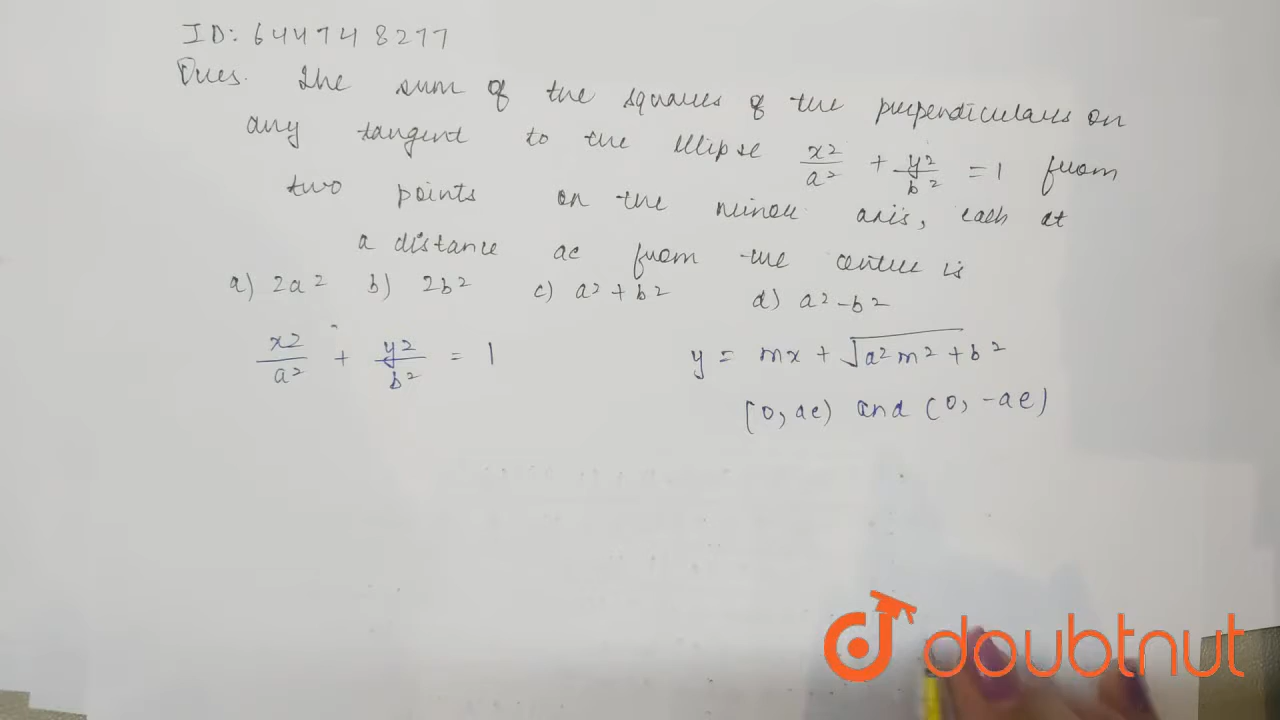 ID: 644748277
Ques. The sum of the squares of the perpendiculars on
any tangent to the ellipse x²/a² + y²/b² = 1 from
two points on the minor axis, each at
a distance ae from the centre is
a) 2a² b) 2b² c) a² + b² d) a² - b²
x²/a² + y²/b² = 1
y = mx + √a²m² + b²
(0, ae) and (0, -ae)
doubtnut